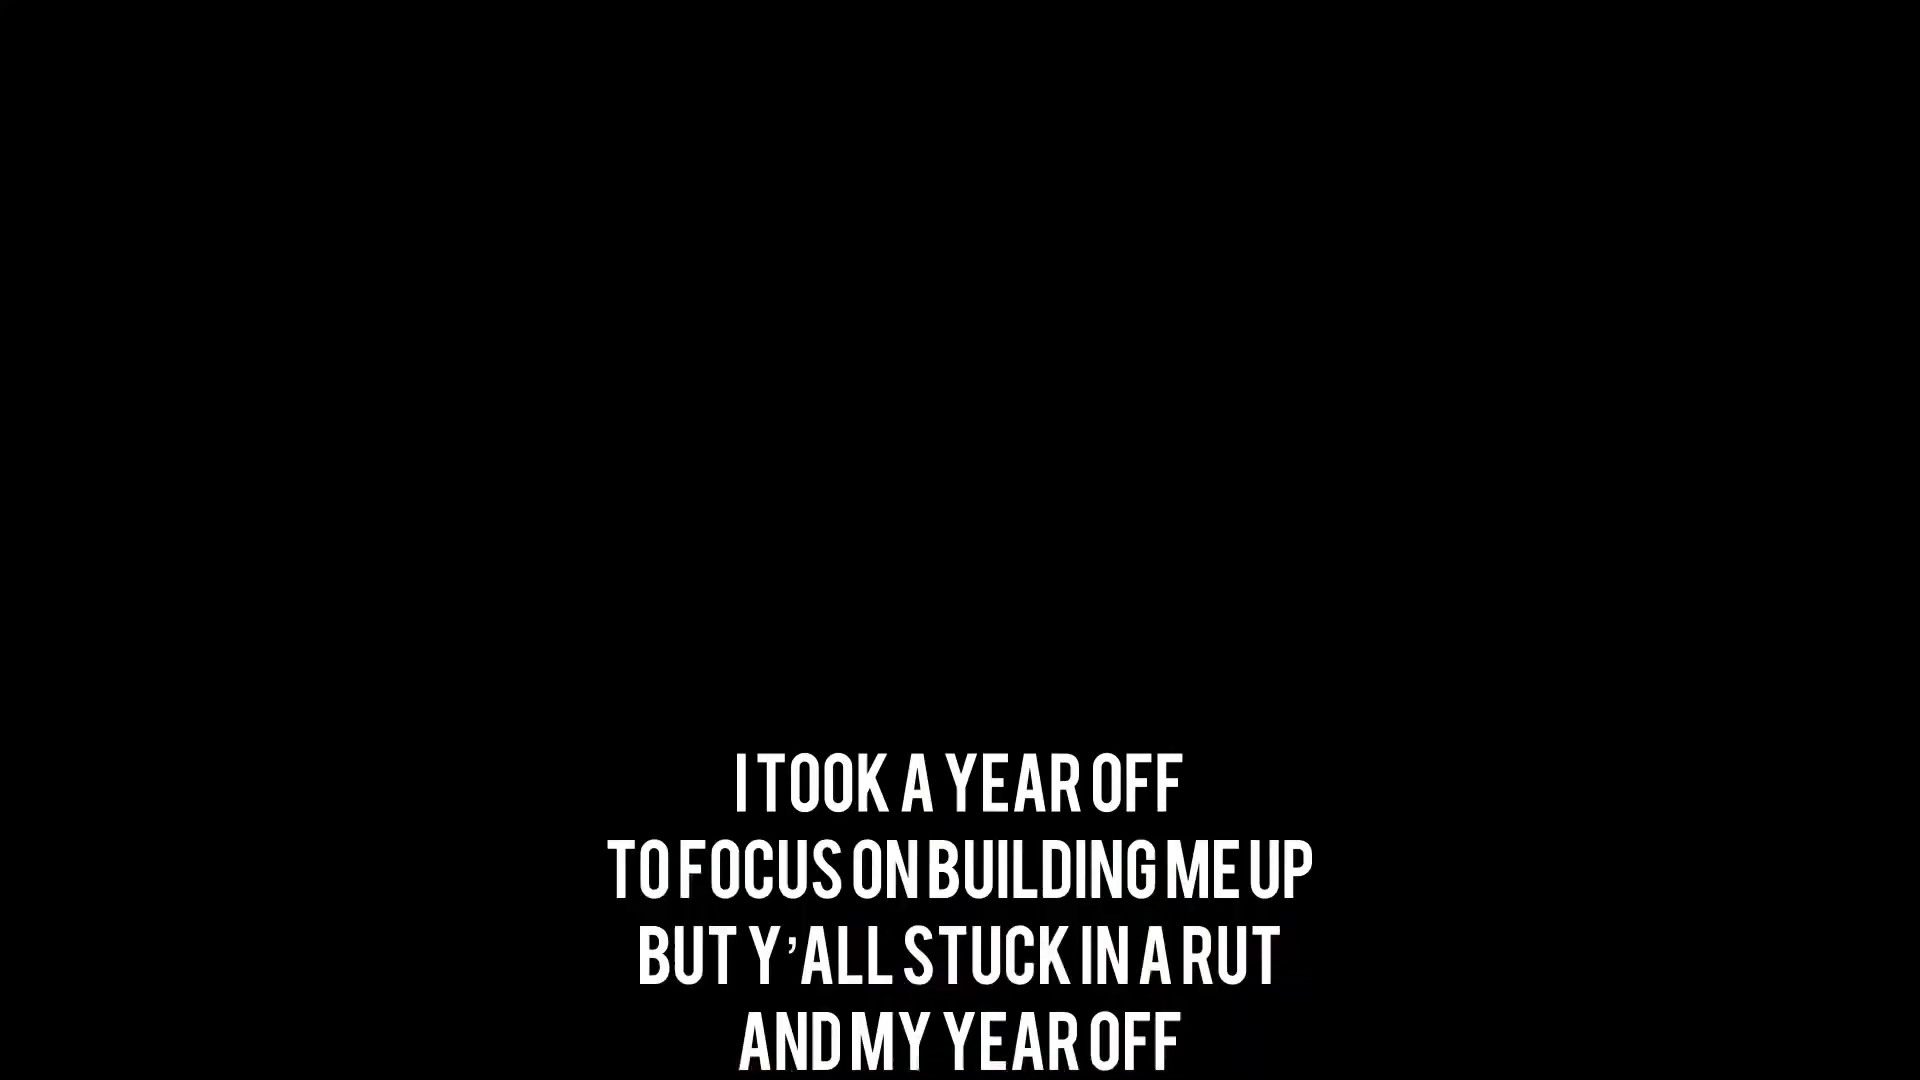 I TOOK A YEAR OFF
TO FOCUS ON BUILDING ME UP
BUT Y'ALL STUCK IN A RUT
AND MY YEAR OFF